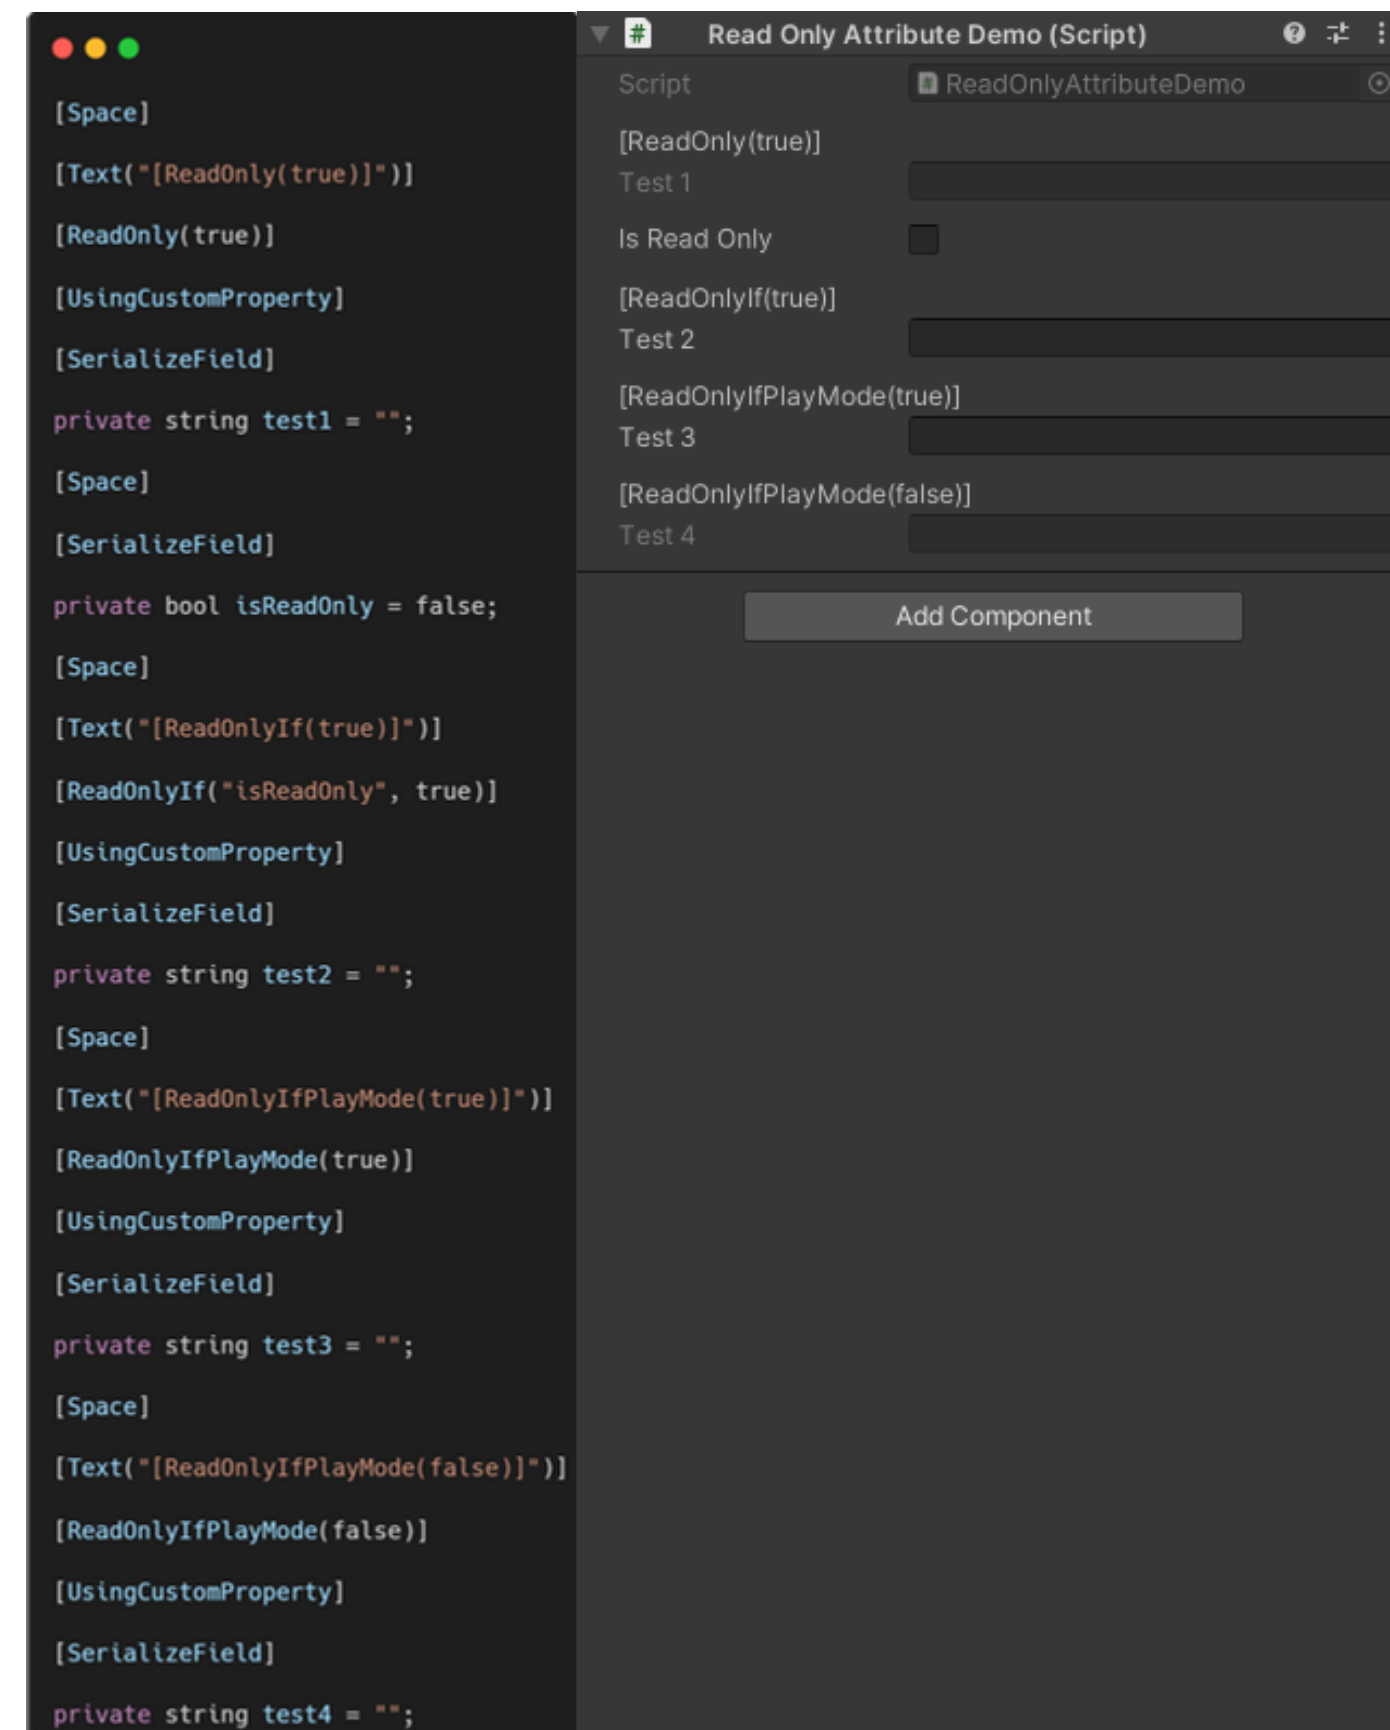 [Space]
[Text("[ReadOnly(true)]")]
[ReadOnly(true)]
[UsingCustomProperty]
[SerializeField]
private string test1 = "";
[Space]
[SerializeField]
private bool isReadOnly = false;
[Space]
[Text("[ReadOnlyIf(true)]")]
[ReadOnlyIf("isReadOnly", true)]
[UsingCustomProperty]
[SerializeField]
private string test2 = "";
[Space]
[Text("[ReadOnlyIfPlayMode(true)]")]
[ReadOnlyIfPlayMode(true)]
[UsingCustomProperty]
[SerializeField]
private string test3 = "";
[Space]
[Text("[ReadOnlyIfPlayMode(false)]")]
[ReadOnlyIfPlayMode(false)]
[UsingCustomProperty]
[SerializeField]
private string test4 = "";
# Read Only Attribute Demo (Script)
Script # ReadOnlyAttributeDemo
[ReadOnly(true)]
Test 1
Is Read Only
[ReadOnlyIf(true)]
Test 2
[ReadOnlyIfPlayMode(true)]
Test 3
[ReadOnlyIfPlayMode(false)]
Test 4
Add Component